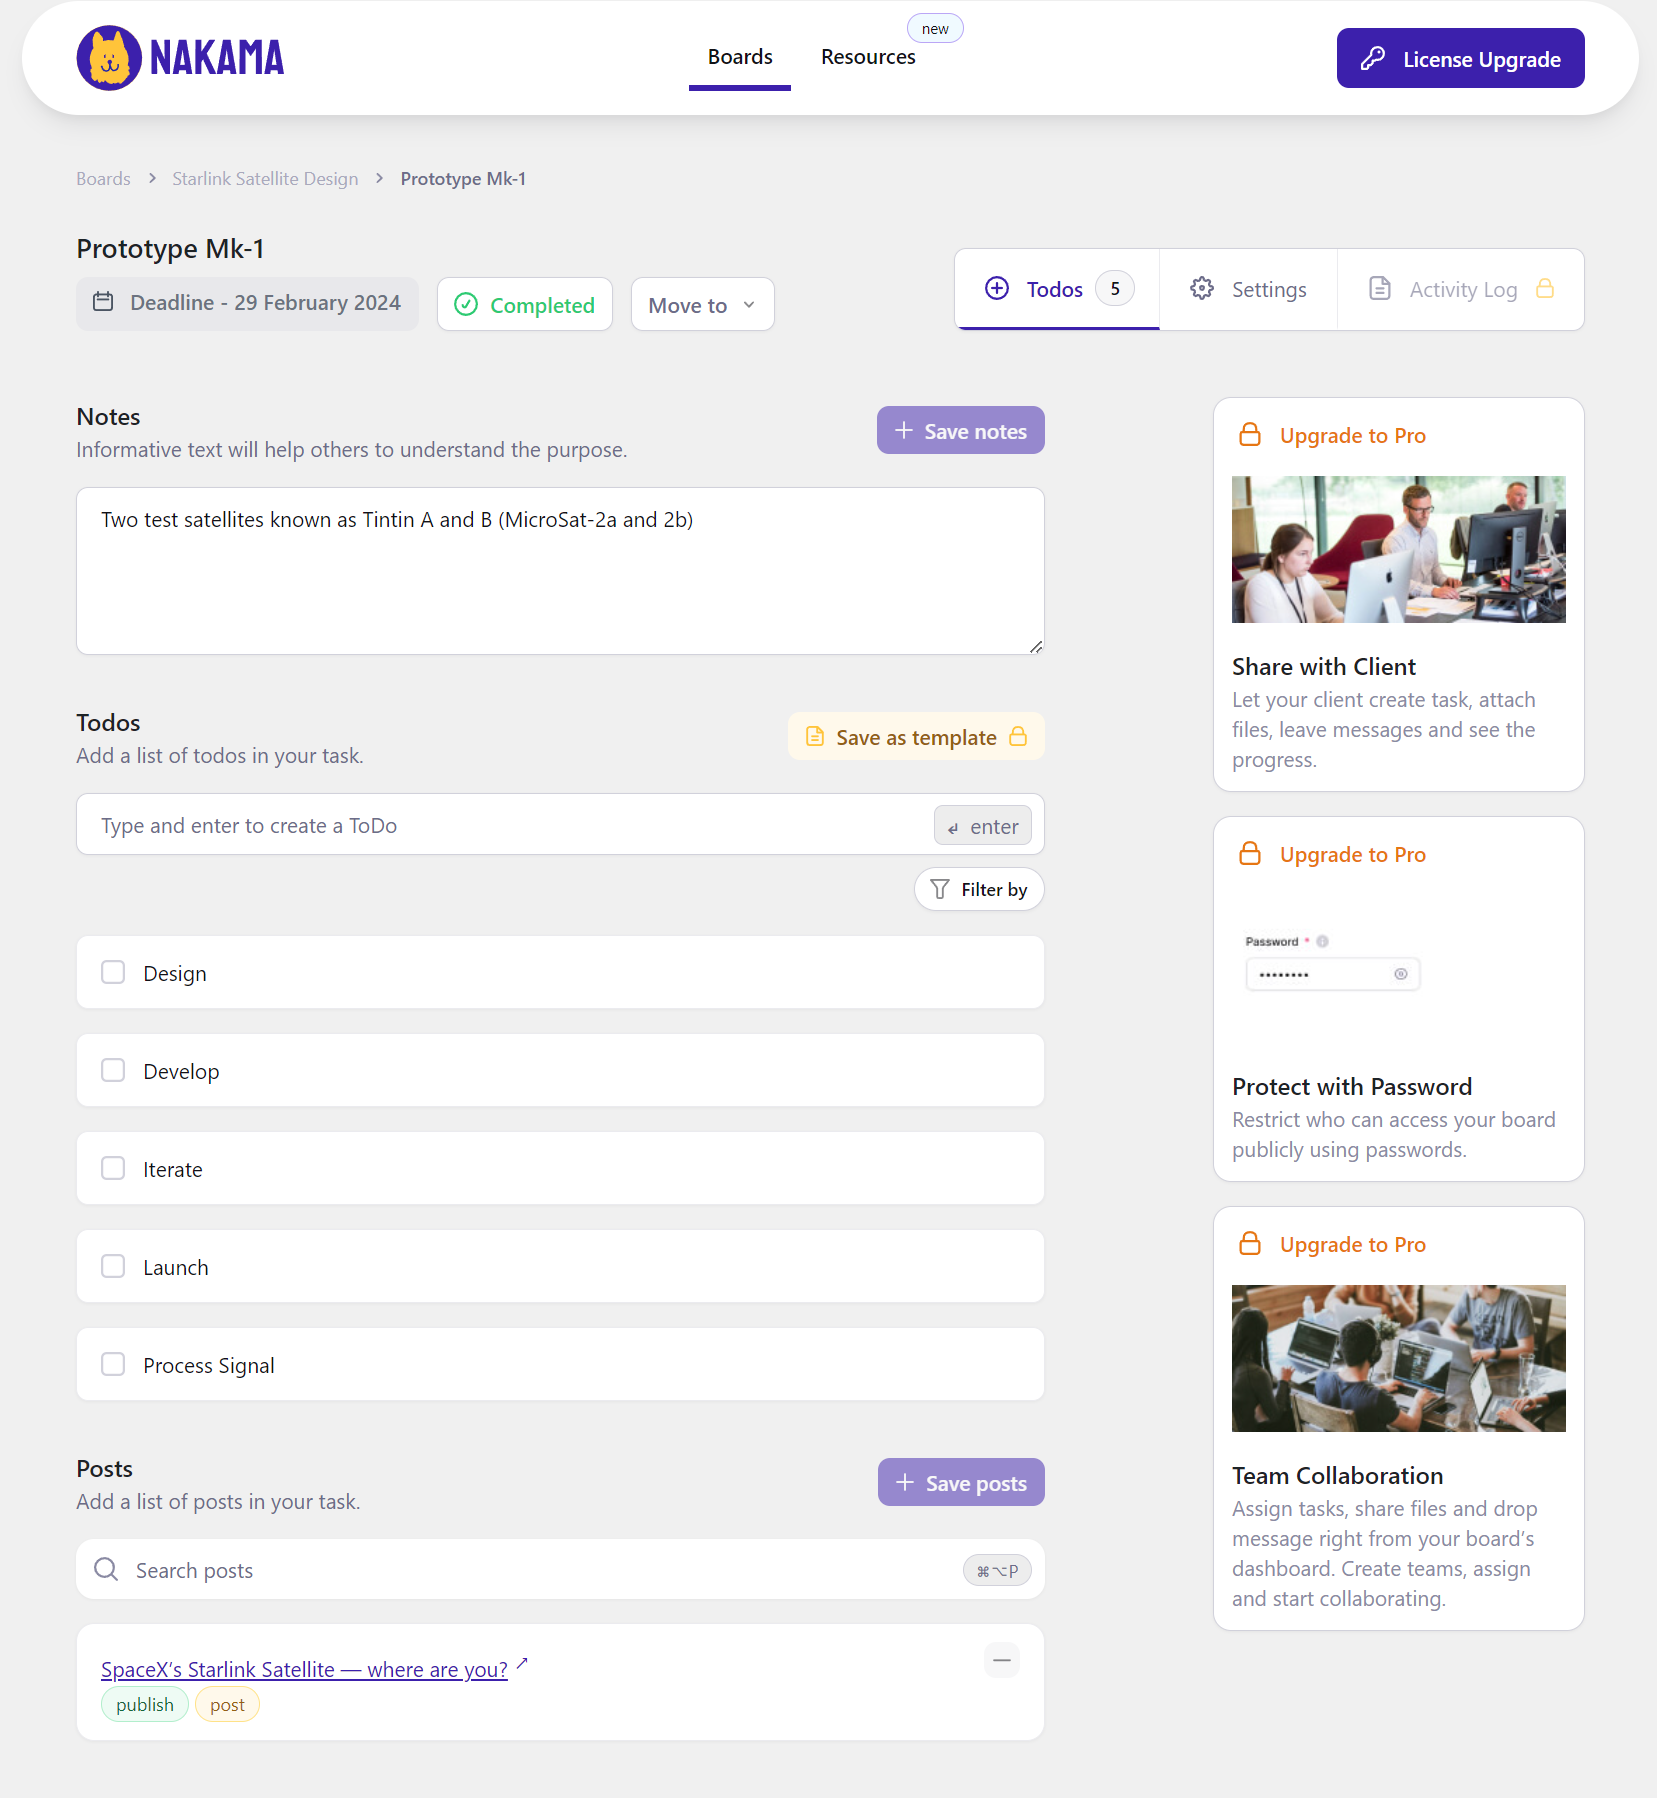 NAKAMA
Boards
Resources
new
License Upgrade
Boards > Starlink Satellite Design > Prototype Mk-1
Prototype Mk-1
Deadline - 29 February 2024
Completed
Move to
Todos 5
Settings
Activity Log
Notes
Informative text will help others to understand the purpose.
+ Save notes
Two test satellites known as Tintin A and B (MicroSat-2a and 2b)
Todos
Add a list of todos in your task.
Save as template
Type and enter to create a ToDo
↵ enter
Filter by
Design
Develop
Iterate
Launch
Process Signal
Posts
Add a list of posts in your task.
+ Save posts
Search posts
⌘⌥P
SpaceX’s Starlink Satellite — where are you? ↗
publish
post
Upgrade to Pro
Share with Client
Let your client create task, attach
files, leave messages and see the
progress.
Upgrade to Pro
Password *
••••••••
Protect with Password
Restrict who can access your board
publicly using passwords.
Upgrade to Pro
Team Collaboration
Assign tasks, share files and drop
message right from your board’s
dashboard. Create teams, assign
and start collaborating.